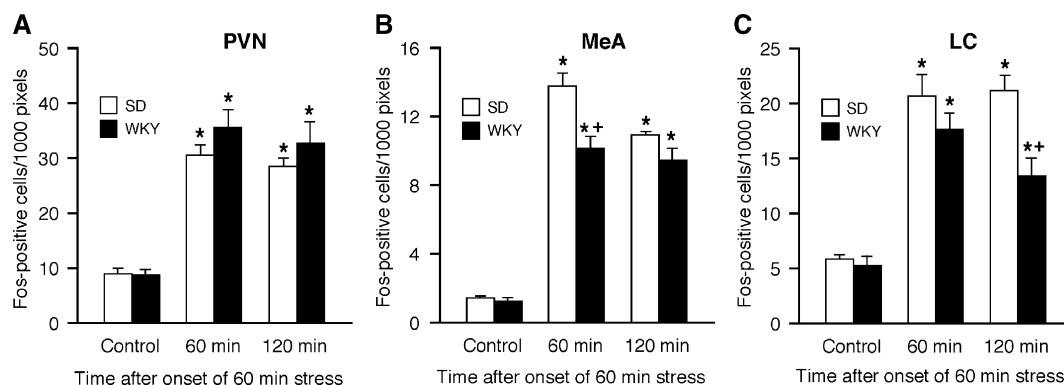 A
PVN
Fos-positive cells/1000 pixels
50
40
30
20
10
0
SD
WKY
*
*
*
*
Control
60 min
120 min
Time after onset of 60 min stress
B
MeA
Fos-positive cells/1000 pixels
16
12
8
4
0
SD
WKY
*
*+
*
*
Control
60 min
120 min
Time after onset of 60 min stress
C
LC
Fos-positive cells/1000 pixels
25
20
15
10
5
0
SD
WKY
*
*
*
*+
Control
60 min
120 min
Time after onset of 60 min stress